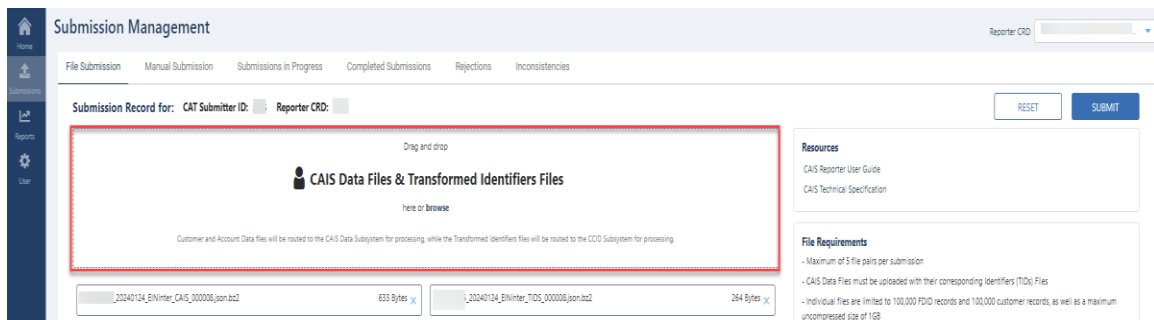 Submission Management
Reporter CRD
Home
Submissions
Reports
User
File Submission Manual Submission Submissions in Progress Completed Submissions Rejections Inconsistencies
Submission Record for: CAT Submitter ID: Reporter CRD:
RESET SUBMIT
Drag and drop
CAIS Data Files & Transformed Identifiers Files
here or browse
Customer and Account Data files will be routed to the CAIS Data Subsystem for processing, while the Transformed Identifiers files will be routed to the CCID Subsystem for processing.
_20240124_EINinter_CAIS_000008.json.bz2 633 Bytes X
_20240124_EINinter_TIDS_000008.json.bz2 264 Bytes X
Resources
CAIS Reporter User Guide
CAIS Technical Specification
File Requirements
- Maximum of 5 file pairs per submission
- CAIS Data Files must be uploaded with their corresponding Identifiers (TIDs) Files
- Individual files are limited to 100,000 FDID records and 100,000 customer records, as well as a maximum
uncompressed size of 1GB